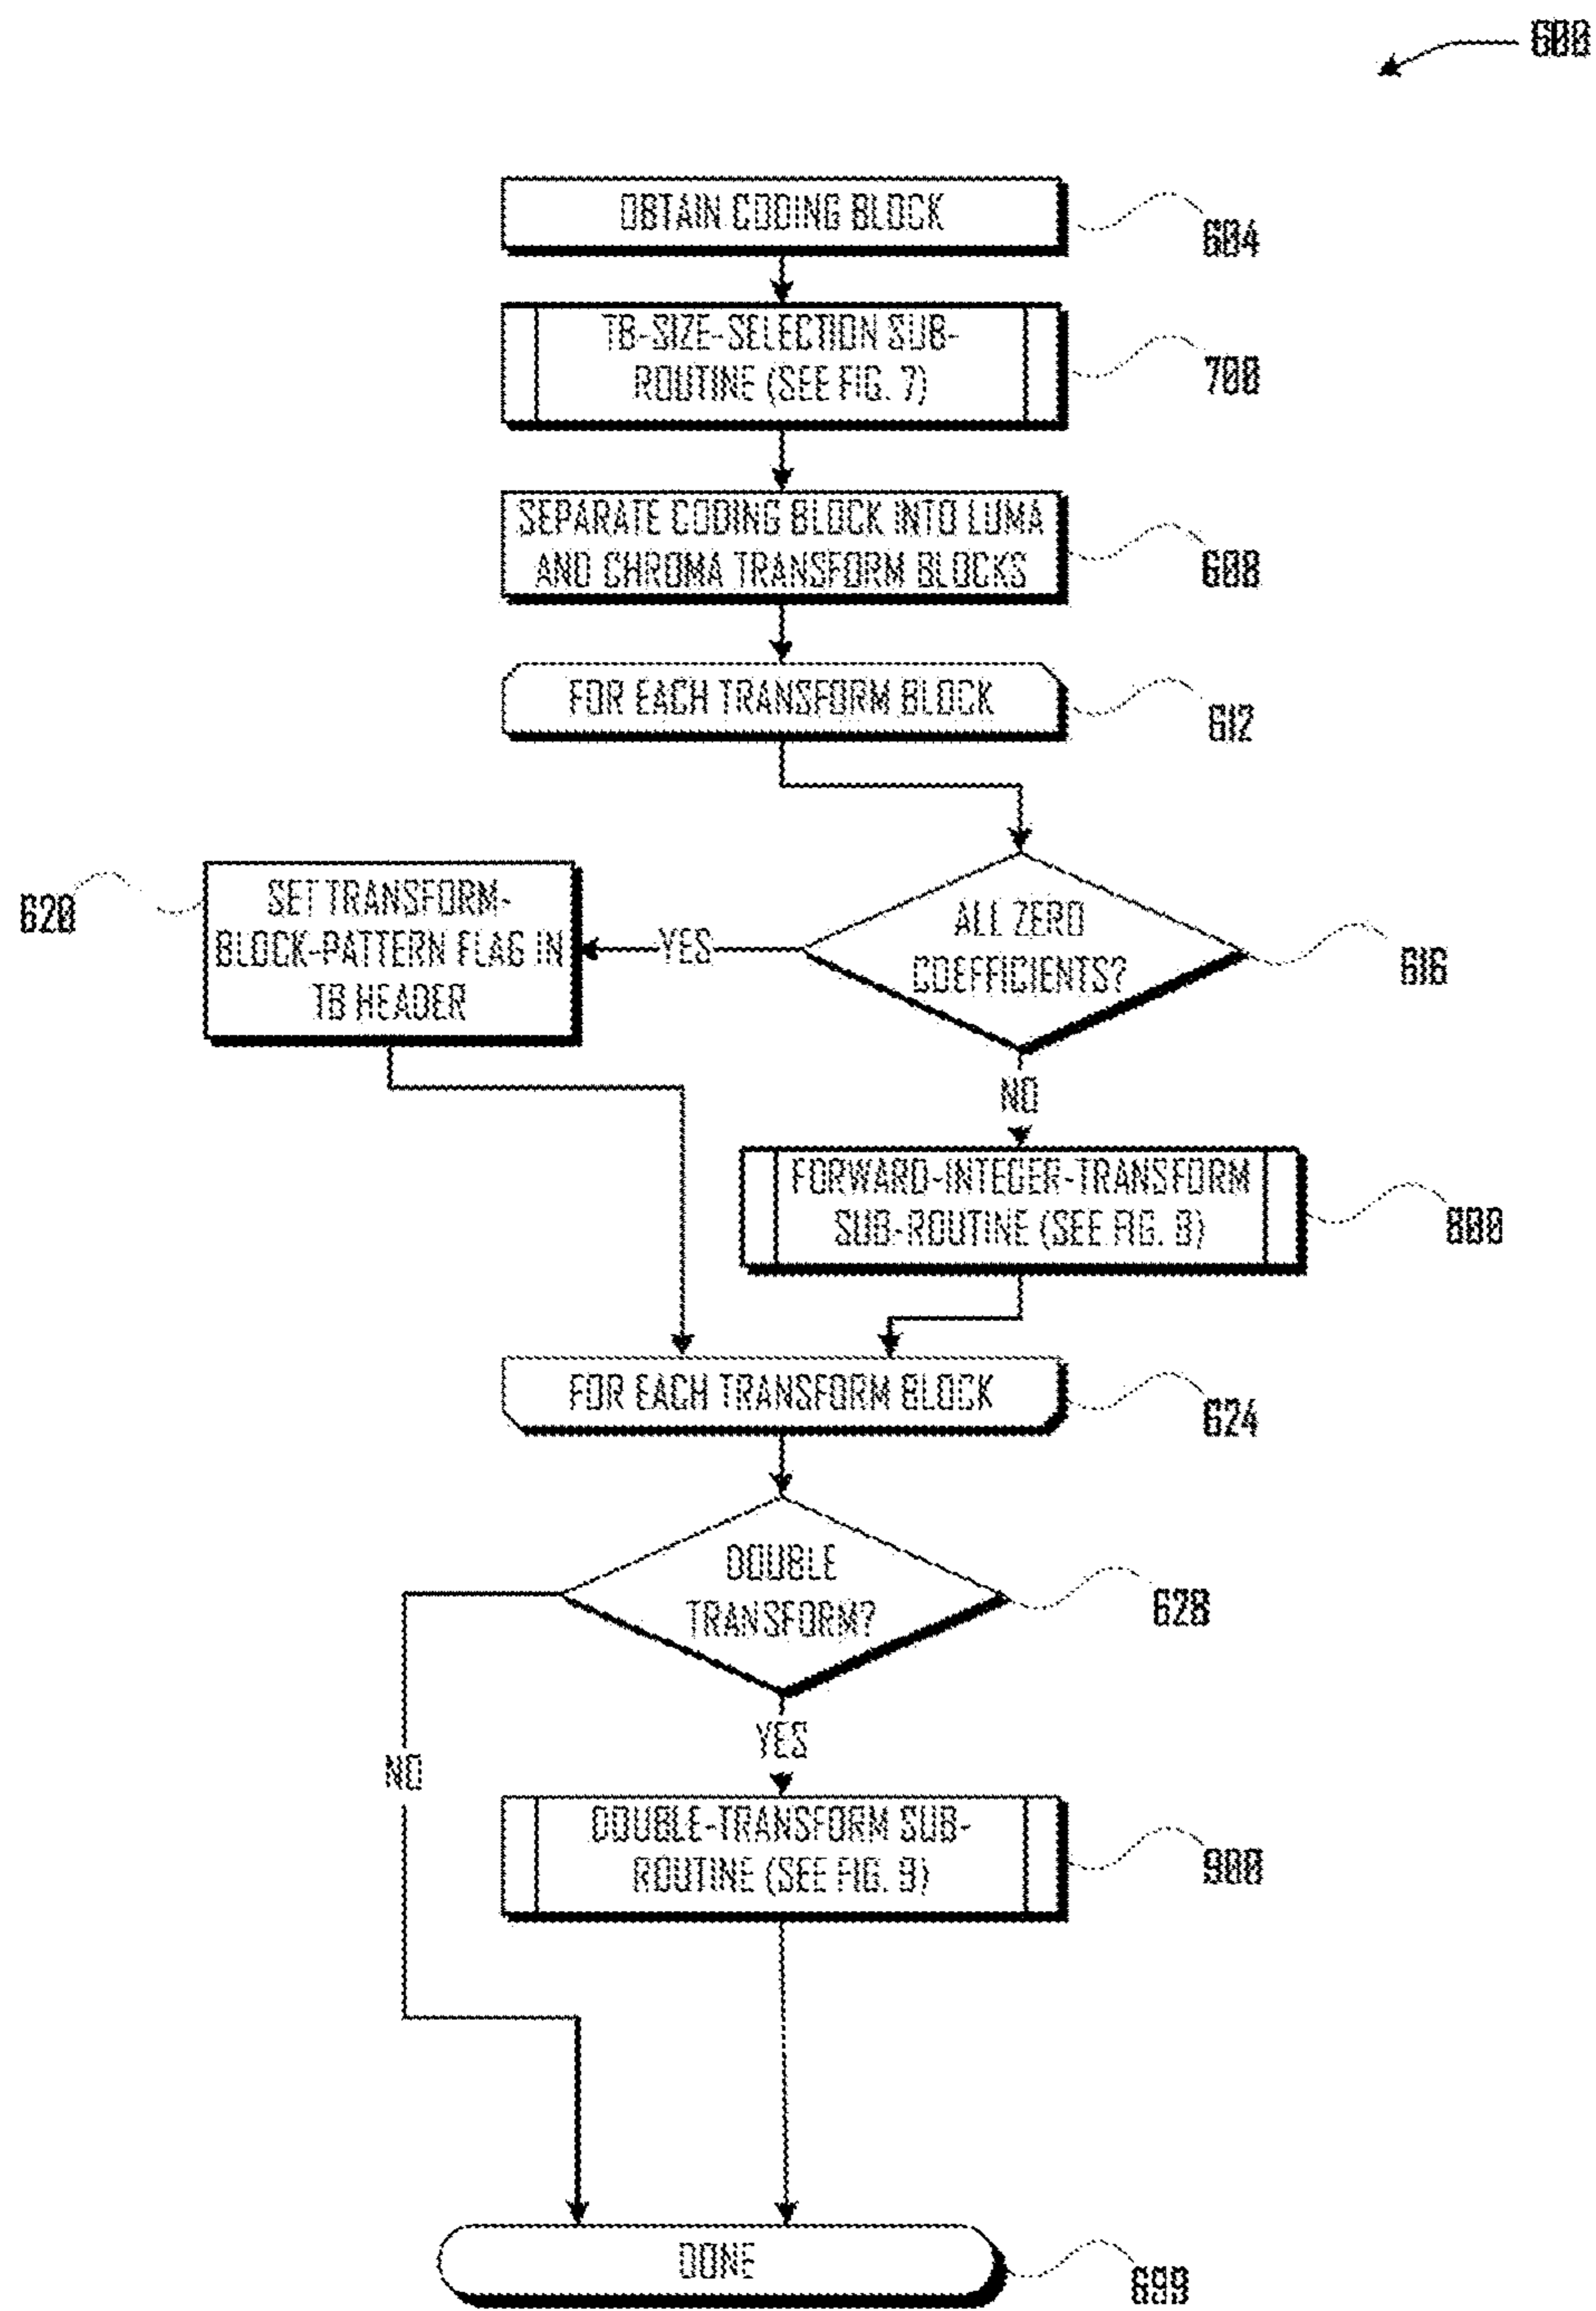 600
OBTAIN CODING BLOCK
604
TB-SIZE-SELECTION SUB-
ROUTINE (SEE FIG. 7)
700
SEPARATE CODING BLOCK INTO LUMA
AND CHROMA TRANSFORM BLOCKS
608
FOR EACH TRANSFORM BLOCK
612
ALL ZERO
COEFFICIENTS?
616
YES
SET TRANSFORM-
BLOCK-PATTERN FLAG IN
TB HEADER
620
NO
FORWARD-INTEGER-TRANSFORM
SUB-ROUTINE (SEE FIG. 8)
800
FOR EACH TRANSFORM BLOCK
624
DOUBLE
TRANSFORM?
628
YES
NO
DOUBLE-TRANSFORM SUB-
ROUTINE (SEE FIG. 9)
900
DONE
699